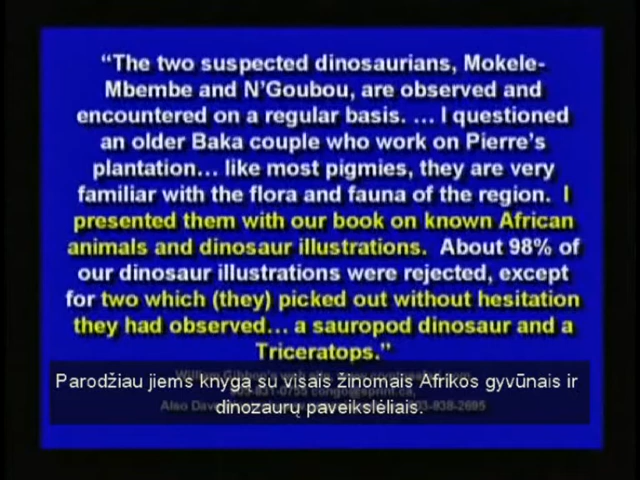 “The two suspected dinosaurians, Mokele-
Mbembe and N’Goubou, are observed and
encountered on a regular basis. … I questioned
an older Baka couple who work on Pierre’s
plantation… like most pigmies, they are very
familiar with the flora and fauna of the region. I
presented them with our book on known African
animals and dinosaur illustrations. About 98% of
our dinosaur illustrations were rejected, except
for two which (they) picked out without hesitation
they had observed… a sauropod dinosaur and a
Triceratops.”
Parodžiau jiems knygą su visais žinomais Afrikos gyvūnais ir
Also Dave
dinozaurų paveikslėliais.
938-2695